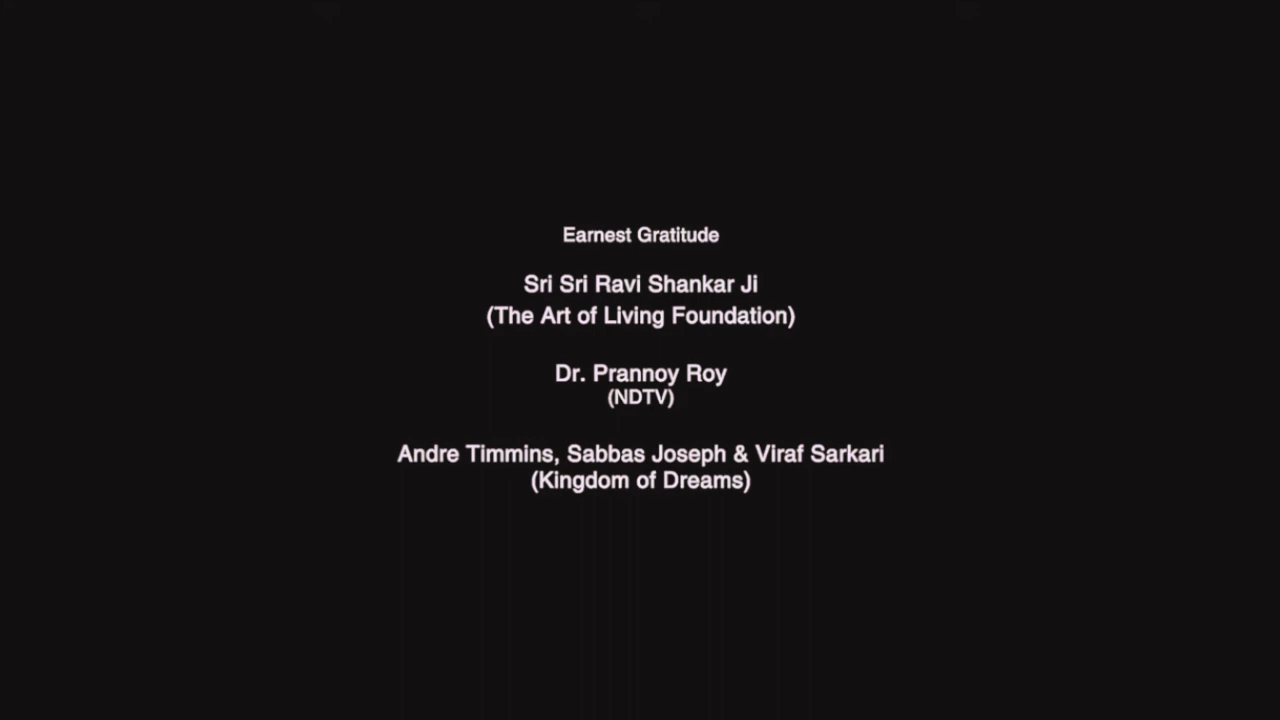 Earnest Gratitude
Sri Sri Ravi Shankar Ji
(The Art of Living Foundation)
Dr. Prannoy Roy
(NDTV)
Andre Timmins, Sabbas Joseph & Viraf Sarkari
(Kingdom of Dreams)